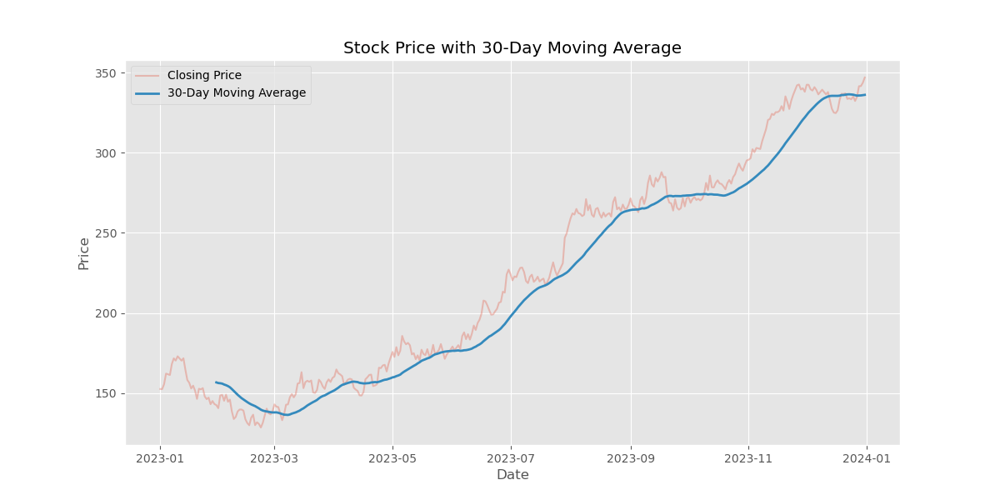 Stock Price with 30-Day Moving Average
Closing Price
30-Day Moving Average
350
300
250
200
150
Price
2023-01
2023-03
2023-05
2023-07
2023-09
2023-11
2024-01
Date